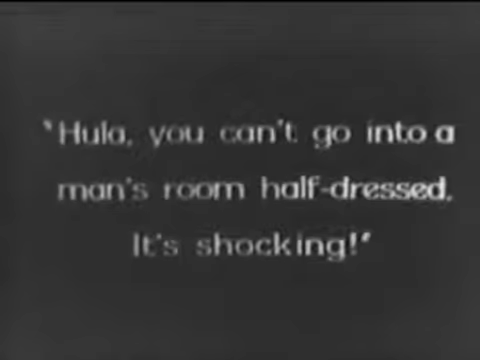 "Hula, you can't go into a
man's room half-dressed.
It's shocking!"